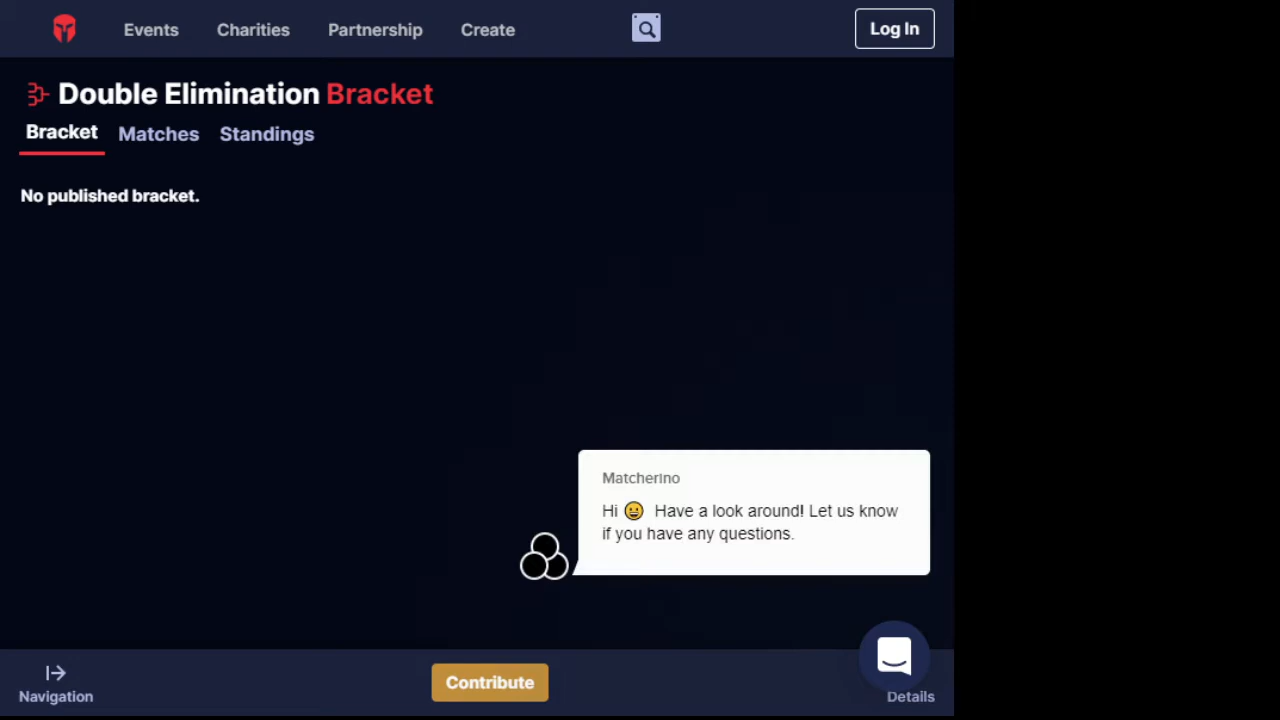 Events Charities Partnership Create Log In
Double Elimination Bracket
Bracket Matches Standings
No published bracket.
Matcherino
Hi 😀 Have a look around! Let us know
if you have any questions.
Navigation Contribute Details